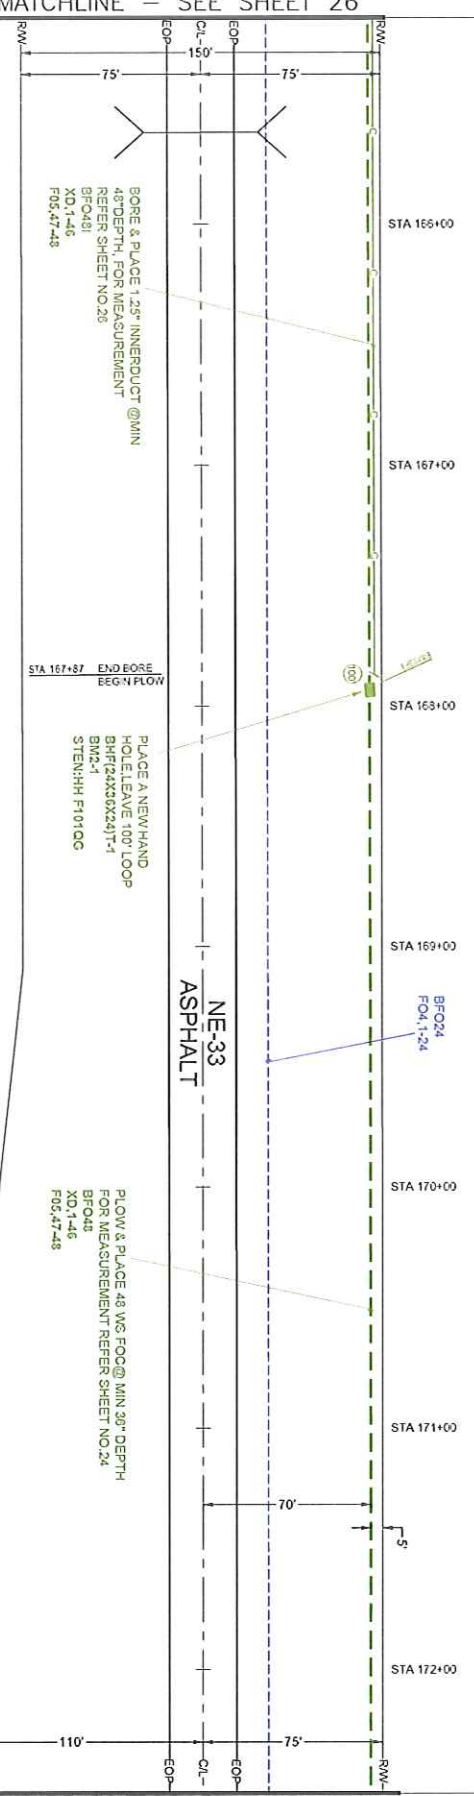 MATCHLINE – SEE SHEET 26
R/W
C/L
EOP
EOP
R/W
150'
75'
75'
C
STA 166+00
BORE & PLACE 1.25" INNERDUCT @MIN
48"DEPTH, FOR MEASUREMENT
REFER SHEET NO.26
BFO48I
XD,1-46
F05,47-48
C
C
STA 167+00
C
STA 167+87 END BORE
BEGIN PLOW
100'
STA 168+00
PLACE A NEW HAND
HOLE,LEAVE 100' LOOP
BHF(24X36X24)T-1
BM2-1
STEN:HH F101QG
STA 169+00
NE-33
ASPHALT
BFO24
FO4,1-24
STA 170+00
PLOW & PLACE 48 WS FOC@ MIN 36" DEPTH
FOR MEASUREMENT REFER SHEET NO.24
BFO48
XD,1-46
F05,47-48
STA 171+00
70'
5'
STA 172+00
110'
75'
EOP
C/L
EOP
R/W